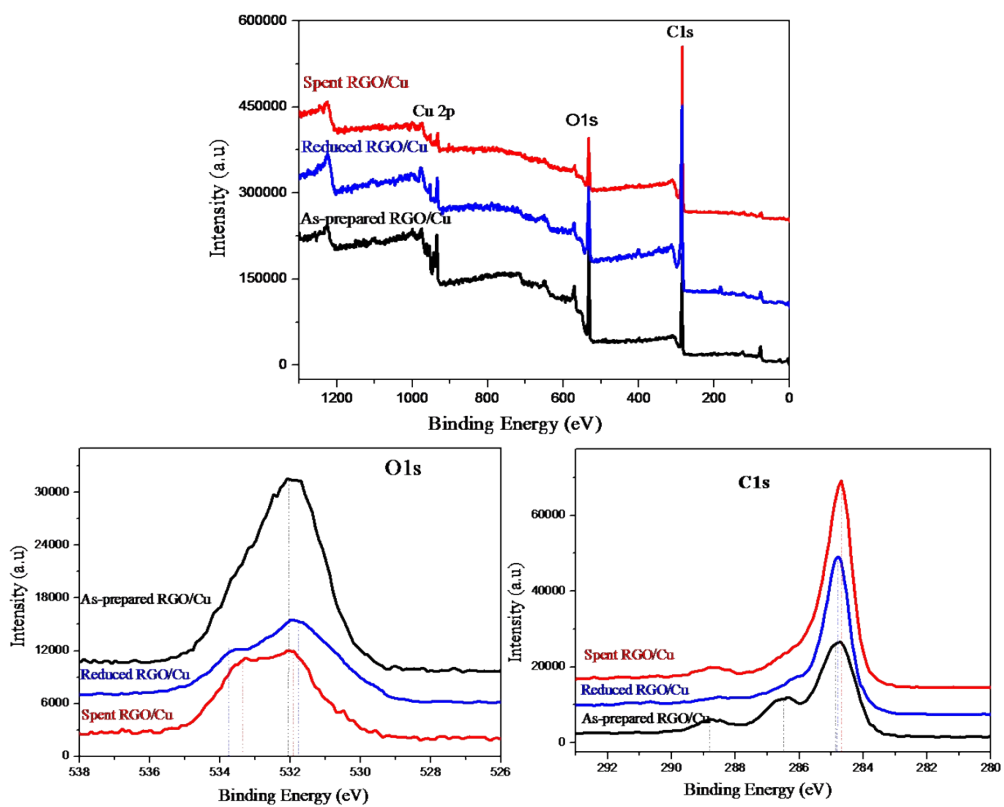 600000
450000
300000
150000
0
Intensity (a.u)
C1s
Spent RGO/Cu
Cu 2p
O1s
Reduced RGO/Cu
As-prepared RGO/Cu
1200 1000 800 600 400 200 0
Binding Energy (eV)
O1s
30000
24000
18000
12000
6000
0
Intensity (a.u)
As-prepared RGO/Cu
Reduced RGO/Cu
Spent RGO/Cu
538 536 534 532 530 528 526
Binding Energy (eV)
C1s
60000
40000
20000
0
Intensity (a.u)
Spent RGO/Cu
Reduced RGO/Cu
As-prepared RGO/Cu
292 290 288 286 284 282 280
Binding Energy (eV)